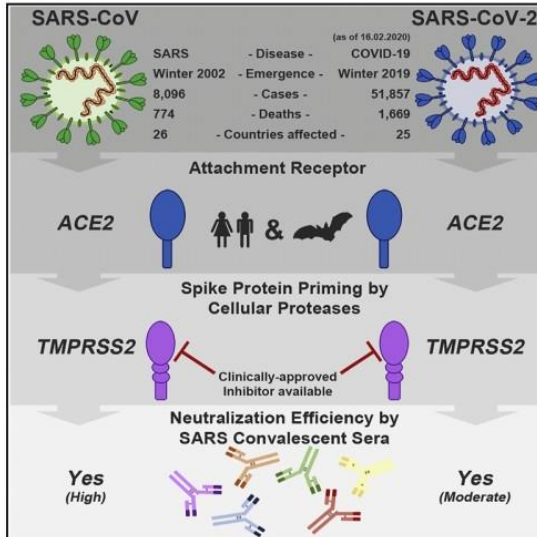 SARS-CoV
SARS-CoV-2
(as of 16.02.2020)
SARS - Disease - COVID-19
Winter 2002 - Emergence - Winter 2019
8,096 - Cases - 51,857
774 - Deaths - 1,669
26 - Countries affected - 25
Attachment Receptor
ACE2 & ACE2
Spike Protein Priming by
Cellular Proteases
TMPRSS2 TMPRSS2
Clinically-approved
Inhibitor available
Neutralization Efficiency by
SARS Convalescent Sera
Yes Yes
(High) (Moderate)